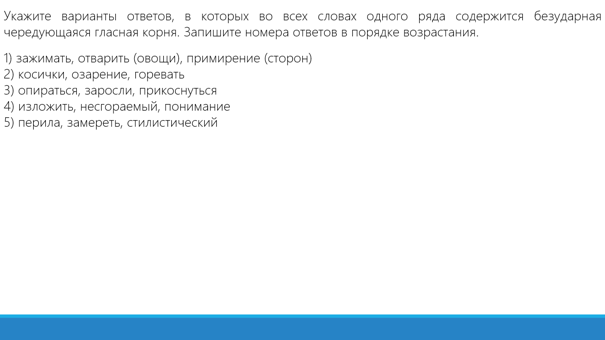 Укажите варианты ответов, в которых во всех словах одного ряда содержится безударная
чередующаяся гласная корня. Запишите номера ответов в порядке возрастания.
1) зажимать, отварить (овощи), примирение (сторон)
2) косички, озарение, горевать
3) опираться, заросли, прикоснуться
4) изложить, несгораемый, понимание
5) перила, замереть, стилистический